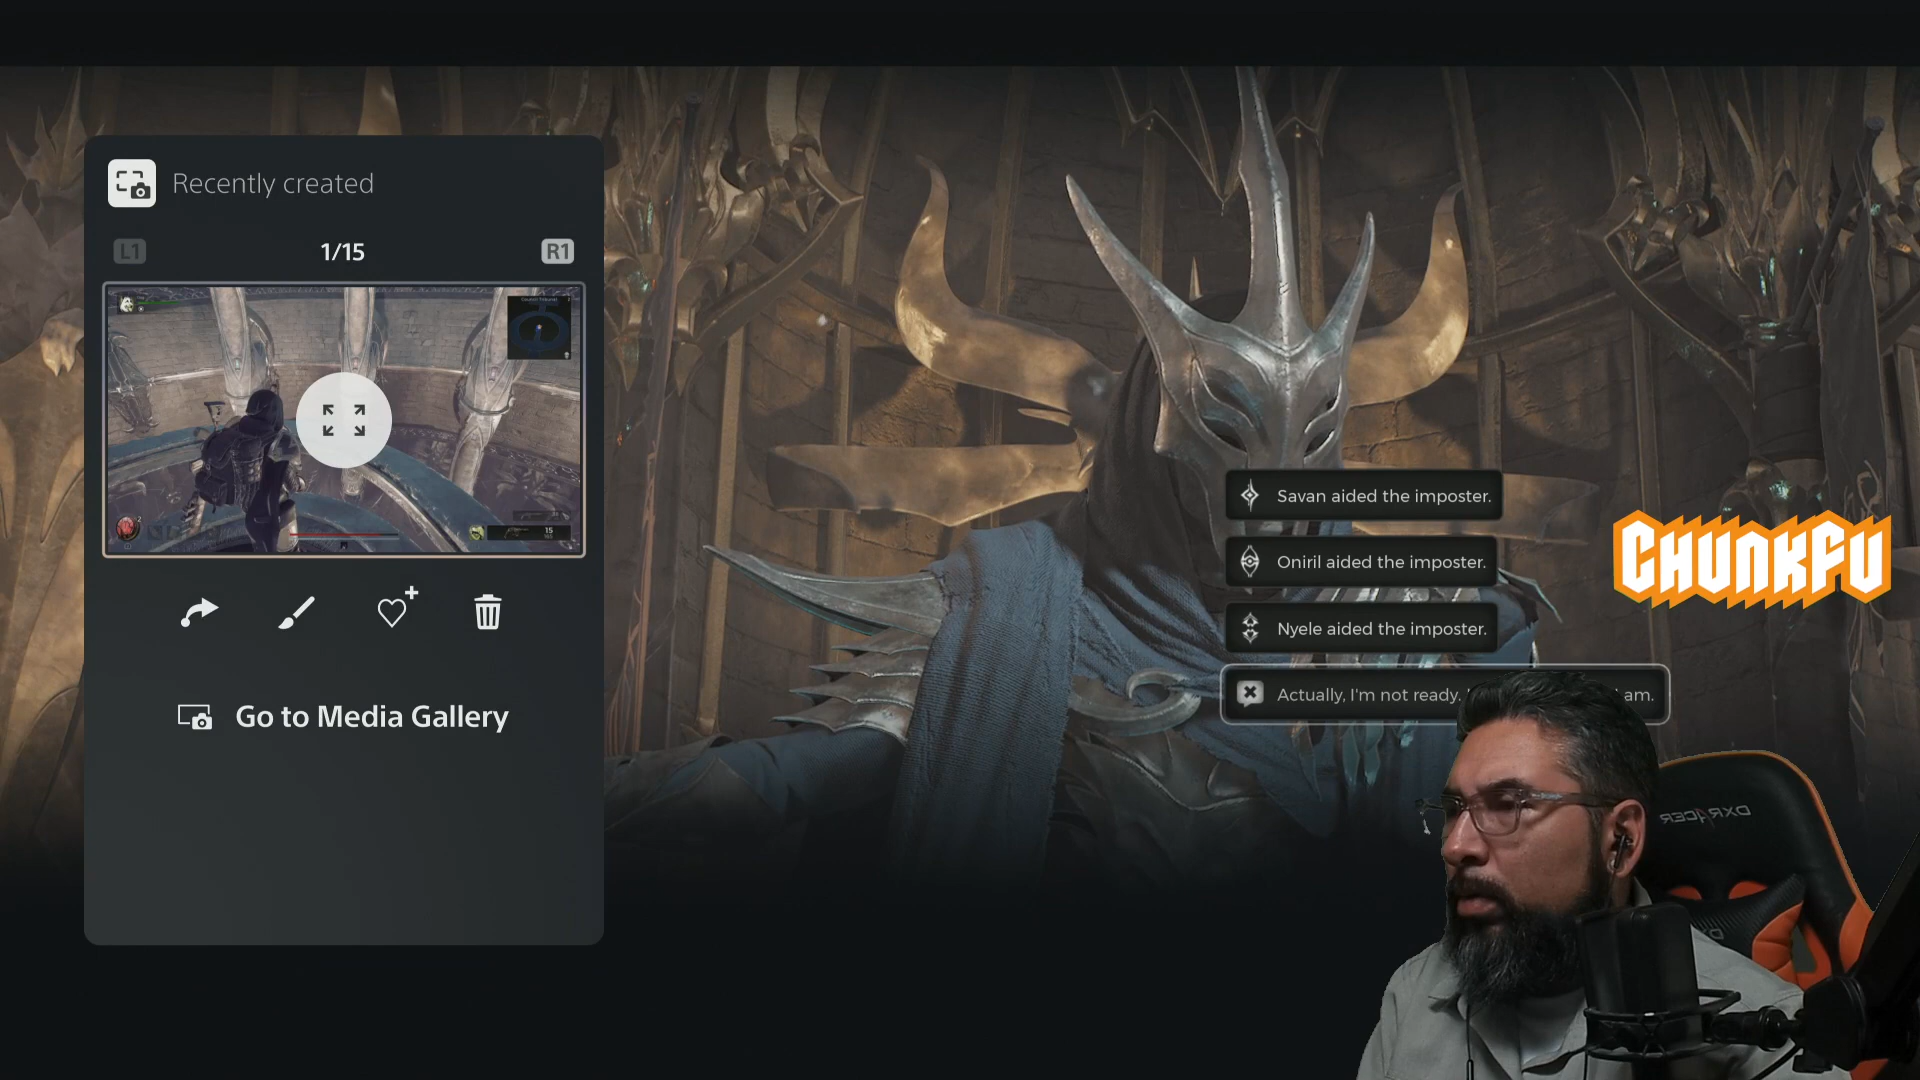 Recently created
L1
1/15
R1
15
Go to Media Gallery
Savan aided the imposter.
Oniril aided the imposter.
Nyele aided the imposter.
Actually, I'm not ready.
am.
CHUNKFU
DXRACER